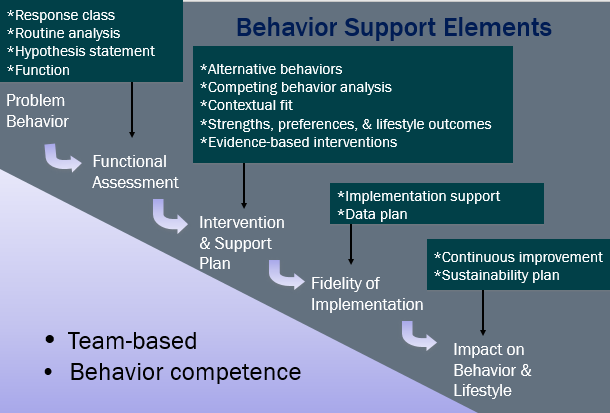 Behavior Support Elements
*Response class
*Routine analysis
*Hypothesis statement
*Function
Problem
Behavior
*Alternative behaviors
*Competing behavior analysis
*Contextual fit
*Strengths, preferences, & lifestyle outcomes
*Evidence-based interventions
Functional
Assessment
*Implementation support
*Data plan
Intervention
& Support
Plan
*Continuous improvement
*Sustainability plan
Fidelity of
Implementation
Impact on
Behavior &
Lifestyle
• Team-based
• Behavior competence